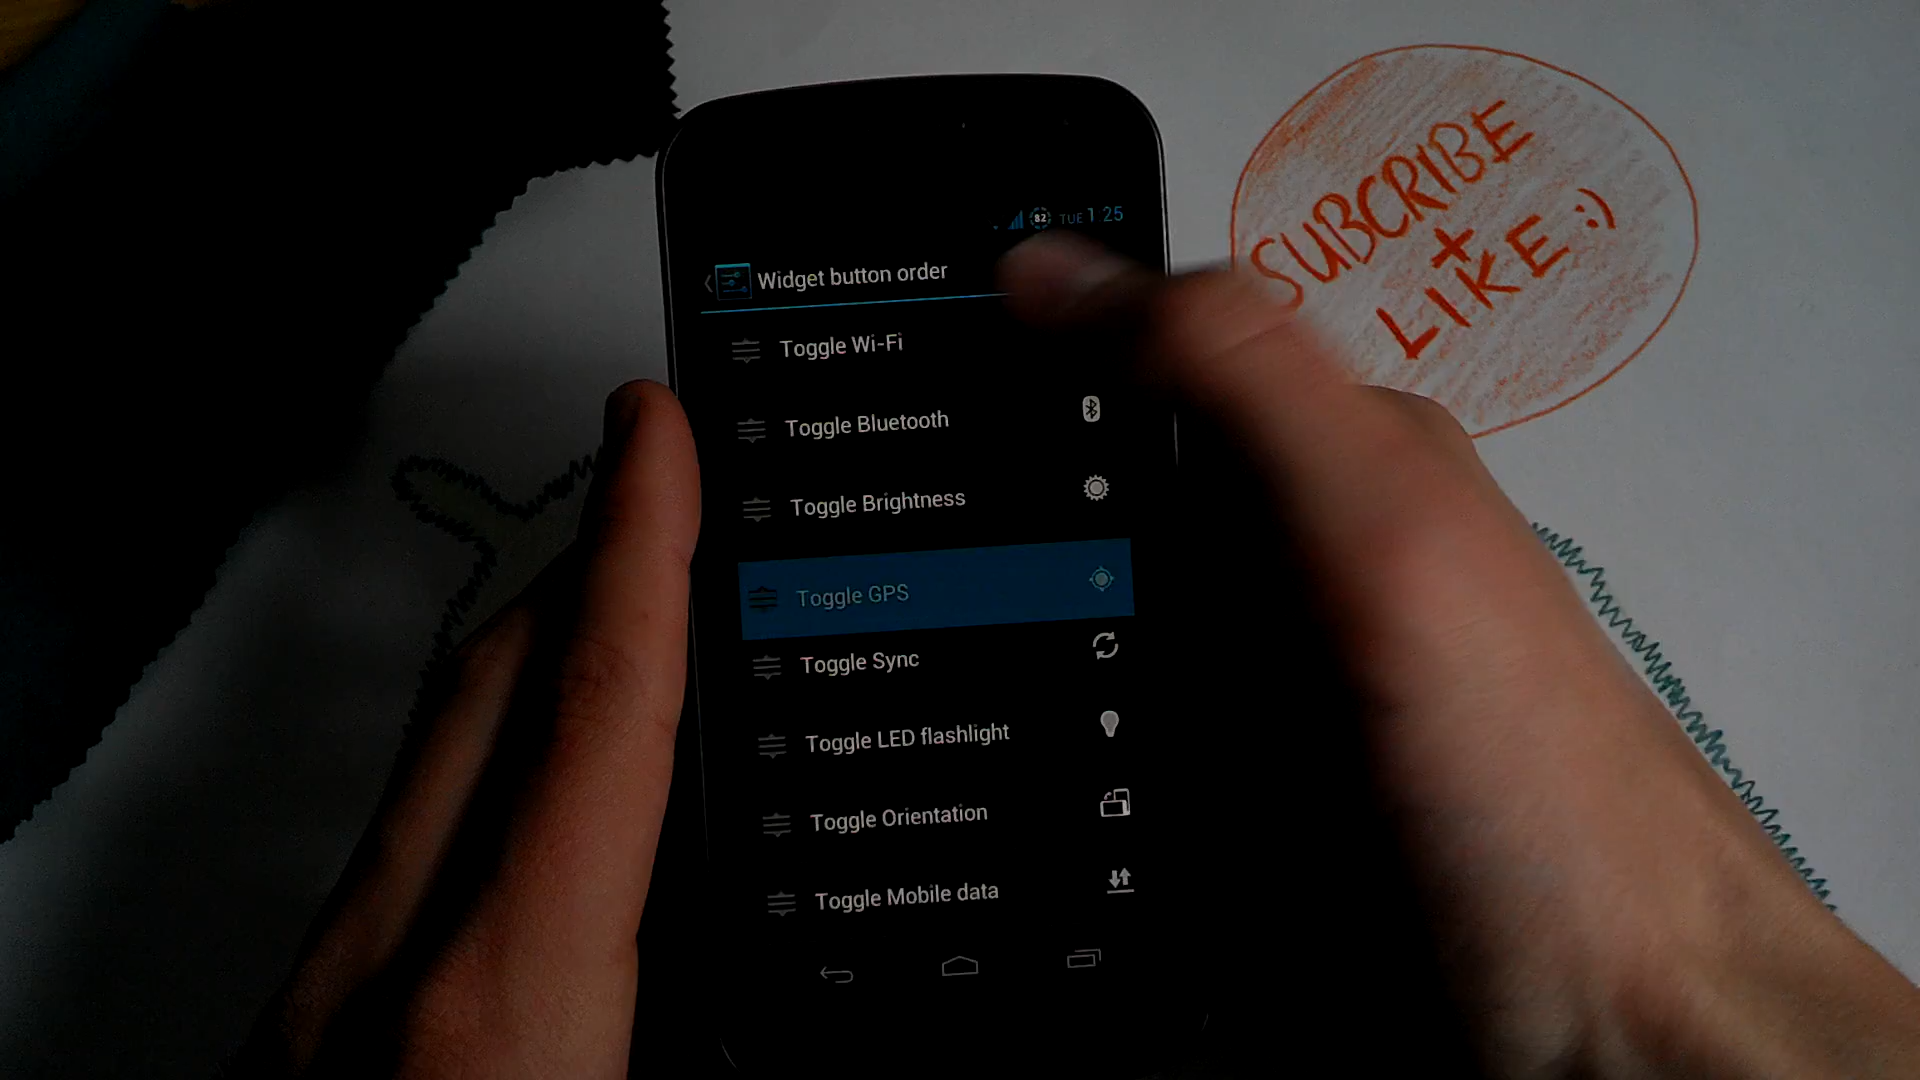 82 TUE 1 25
Widget button order
Toggle Wi-Fi
Toggle Bluetooth
Toggle Brightness
Toggle GPS
Toggle Sync
Toggle LED flashlight
Toggle Orientation
Toggle Mobile data
SUBCRIBE
+
LIKE :)